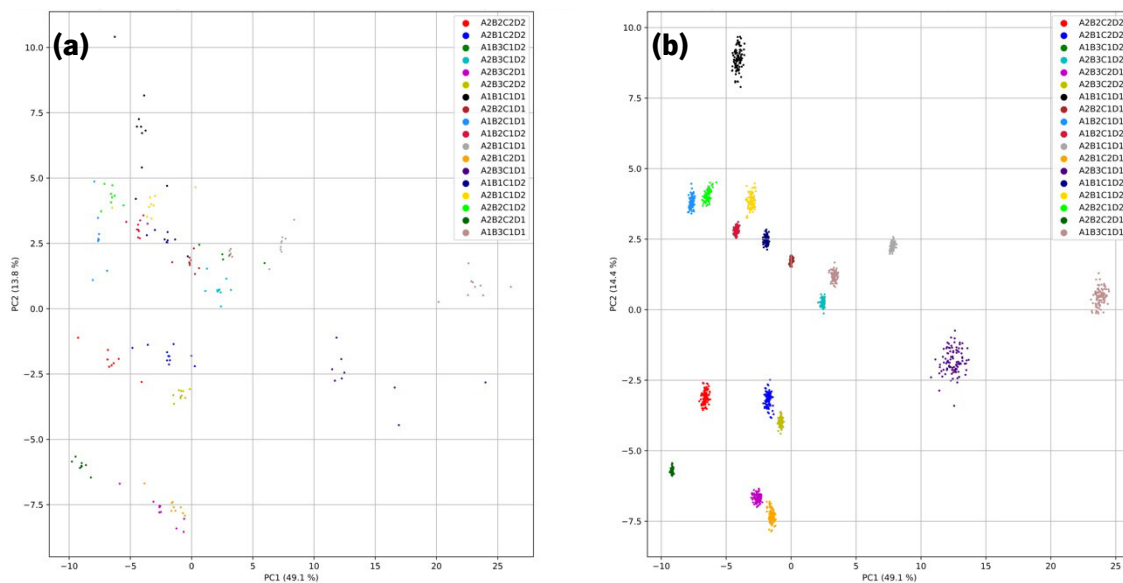 (a)
10.0
7.5
5.0
2.5
0.0
−2.5
−5.0
−7.5
PC2 (13.8 %)
−10
−5
0
5
10
15
20
25
PC1 (49.1 %)
A2B2C2D2
A2B1C2D2
A1B3C1D2
A2B3C1D2
A2B3C2D1
A2B3C2D2
A1B1C1D1
A2B2C1D1
A1B2C1D1
A1B2C1D2
A2B1C1D1
A2B1C2D1
A2B3C1D1
A1B1C1D2
A2B1C1D2
A2B2C1D2
A2B2C2D1
A1B3C1D1
(b)
10.0
7.5
5.0
2.5
0.0
−2.5
−5.0
−7.5
PC2 (14.4 %)
−10
−5
0
5
10
15
20
25
PC1 (49.1 %)
A2B2C2D2
A2B1C2D2
A1B3C1D2
A2B3C1D2
A2B3C2D1
A2B3C2D2
A1B1C1D1
A2B2C1D1
A1B2C1D1
A1B2C1D2
A2B1C1D1
A2B1C2D1
A2B3C1D1
A1B1C1D2
A2B1C1D2
A2B2C1D2
A2B2C2D1
A1B3C1D1